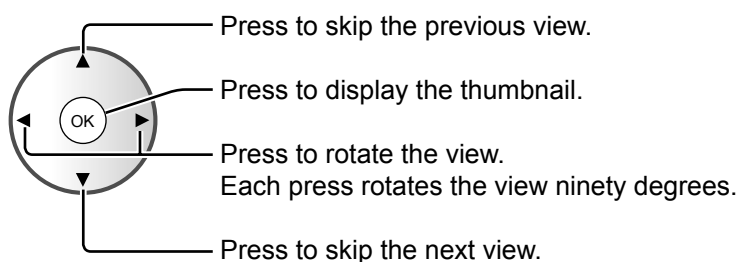 Press to skip the previous view.
Press to display the thumbnail.
OK
Press to rotate the view.
Each press rotates the view ninety degrees.
Press to skip the next view.